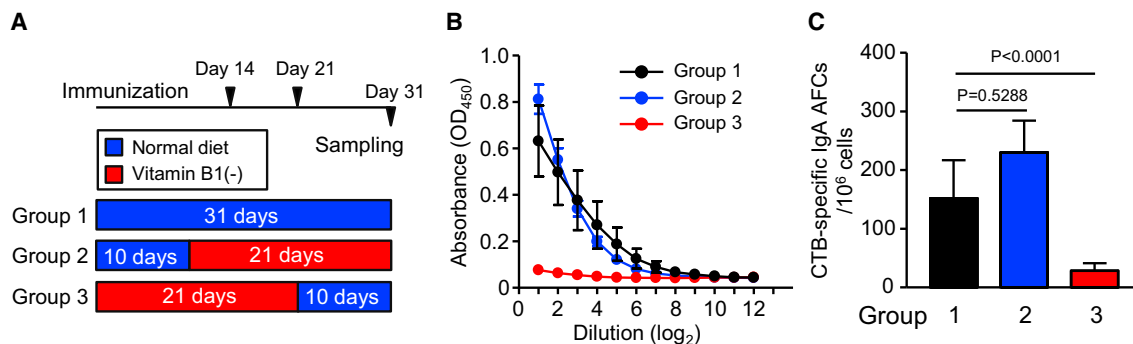 A
Day 14
Day 21
Immunization
Day 31
Sampling
Normal diet
Vitamin B1(-)
Group 1
31 days
Group 2
10 days
21 days
Group 3
21 days
10 days
B
Absorbance (OD450)
1.0
0.8
0.6
0.4
0.2
0
0
2
4
6
8
10
12
Dilution (log2)
Group 1
Group 2
Group 3
C
CTB-specific IgA AFCs
/10⁶ cells
400
300
200
100
0
P<0.0001
P=0.5288
Group
1
2
3